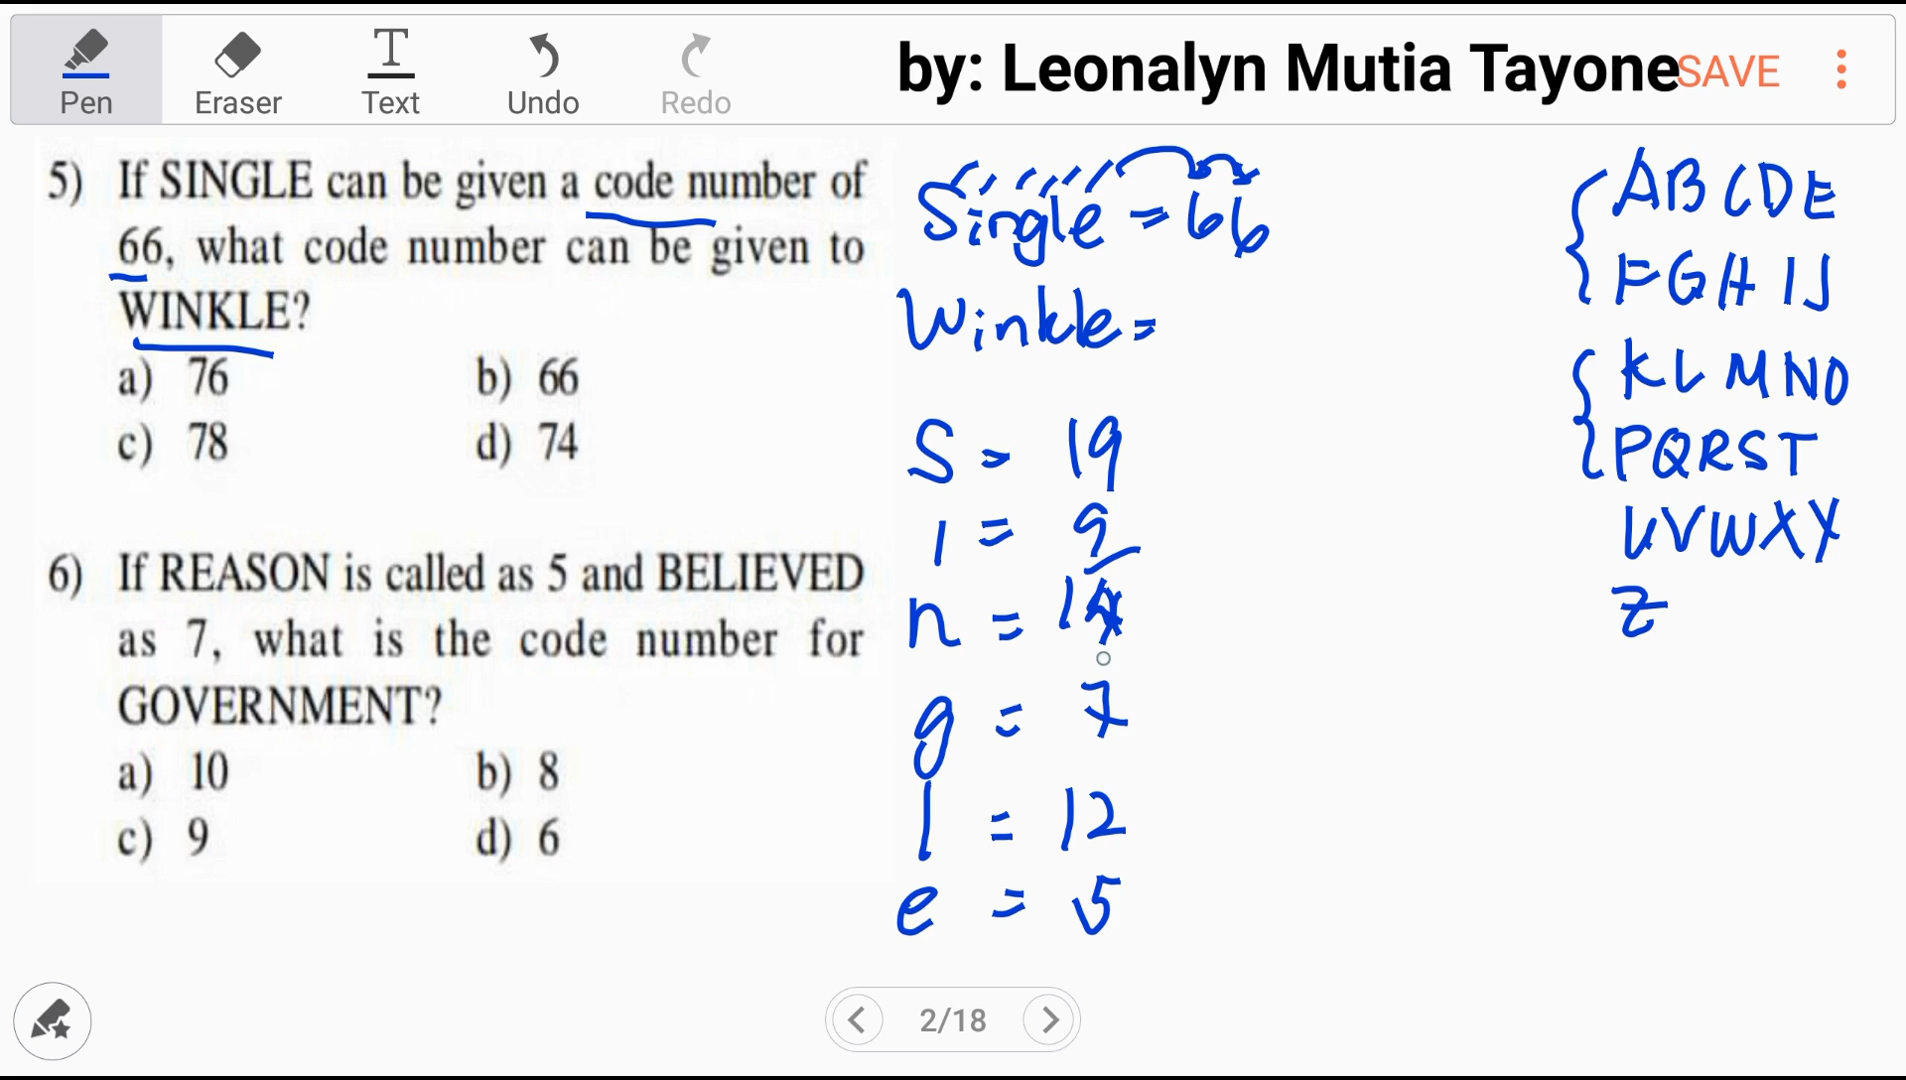 Pen Eraser Text Undo Redo by: Leonalyn Mutia Tayone SAVE
5) If SINGLE can be given a code number of
66, what code number can be given to
WINKLE?
a) 76 b) 66
c) 78 d) 74
6) If REASON is called as 5 and BELIEVED
as 7, what is the code number for
GOVERNMENT?
a) 10 b) 8
c) 9 d) 6
Single = 66
Winkle =
S = 19
i = 9
n = 14
g = 7
l = 12
e = 5
ABCDE
FGHIJ
KLMNO
PQRST
UVWXY
Z
2/18